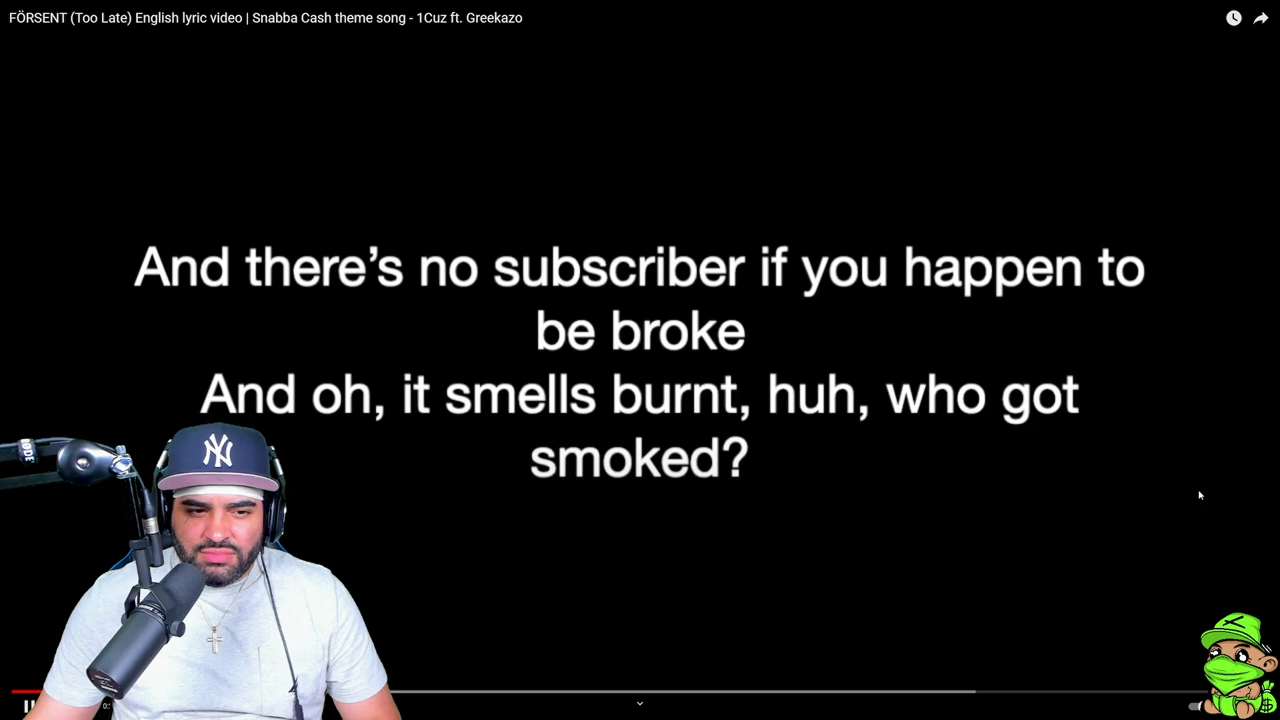 FÖRSENT (Too Late) English lyric video | Snabba Cash theme song - 1Cuz ft. Greekazo
And there’s no subscriber if you happen to
be broke
And oh, it smells burnt, huh, who got
smoked?
NY